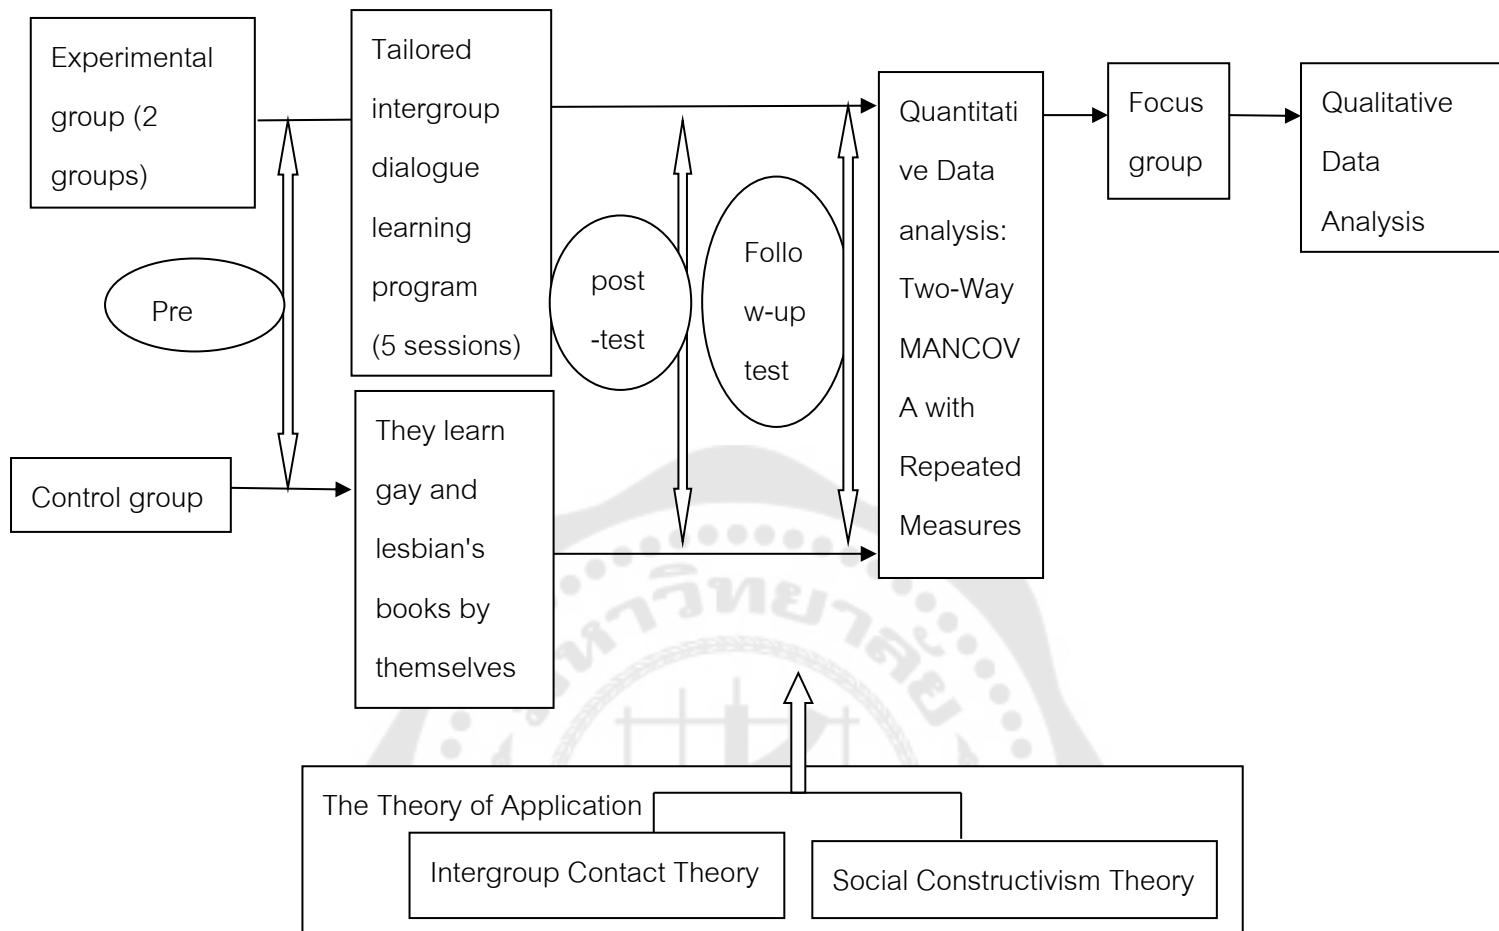 Experimental
group (2
groups)
Tailored
intergroup
dialogue
learning
program
(5 sessions)
Quantitati
ve Data
analysis:
Two-Way
MANCOV
A with
Repeated
Measures
Focus
group
Qualitative
Data
Analysis
Pre
post
-test
Follo
w-up
test
Control group
They learn
gay and
lesbian's
books by
themselves
The Theory of Application
Intergroup Contact Theory
Social Constructivism Theory